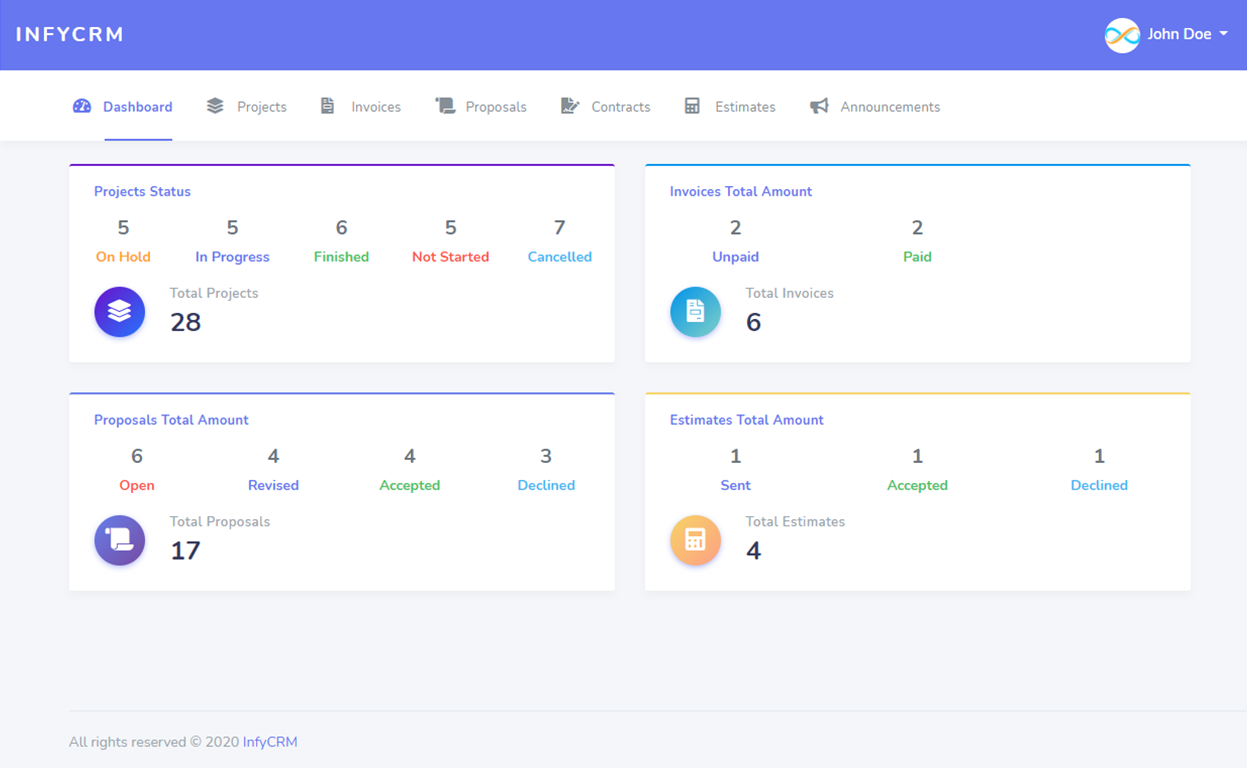 INFYCRM
John Doe
Dashboard Projects Invoices Proposals Contracts Estimates Announcements
Projects Status
5 5 6 5 7
On Hold In Progress Finished Not Started Cancelled
Total Projects
28
Invoices Total Amount
2 2
Unpaid Paid
Total Invoices
6
Proposals Total Amount
6 4 4 3
Open Revised Accepted Declined
Total Proposals
17
Estimates Total Amount
1 1 1
Sent Accepted Declined
Total Estimates
4
All rights reserved © 2020 InfyCRM